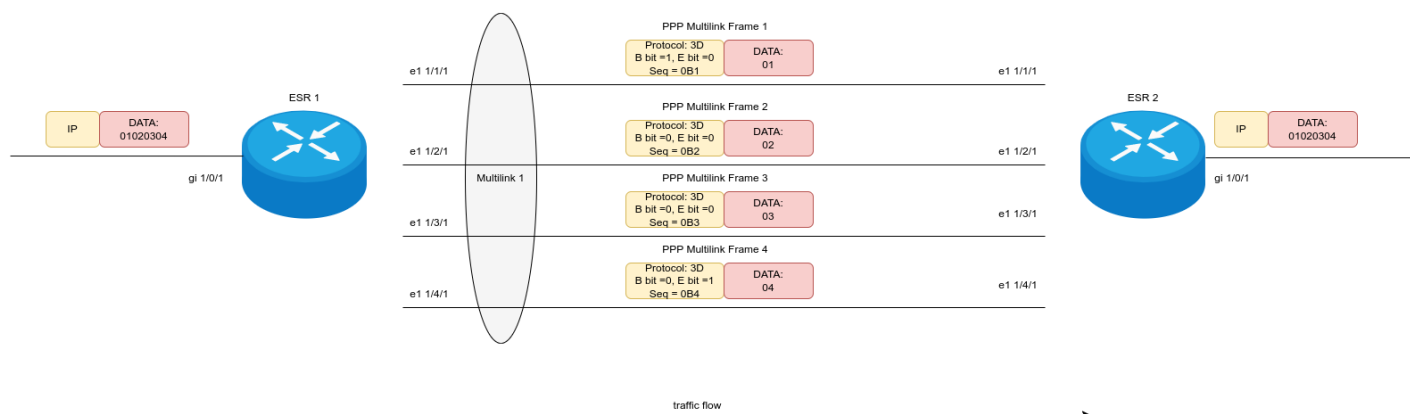 PPP Multilink Frame 1
Protocol: 3D
B bit =1, E bit =0
Seq = 0B1
DATA:
01
e1 1/1/1
e1 1/1/1
ESR 1
ESR 2
PPP Multilink Frame 2
IP
DATA:
01020304
Protocol: 3D
B bit =0, E bit =0
Seq = 0B2
DATA:
02
IP
DATA:
01020304
e1 1/2/1
e1 1/2/1
gi 1/0/1
Multilink 1
PPP Multilink Frame 3
gi 1/0/1
Protocol: 3D
B bit =0, E bit =0
Seq = 0B3
DATA:
03
e1 1/3/1
e1 1/3/1
PPP Multilink Frame 4
Protocol: 3D
B bit =0, E bit =1
Seq = 0B4
DATA:
04
e1 1/4/1
e1 1/4/1
traffic flow